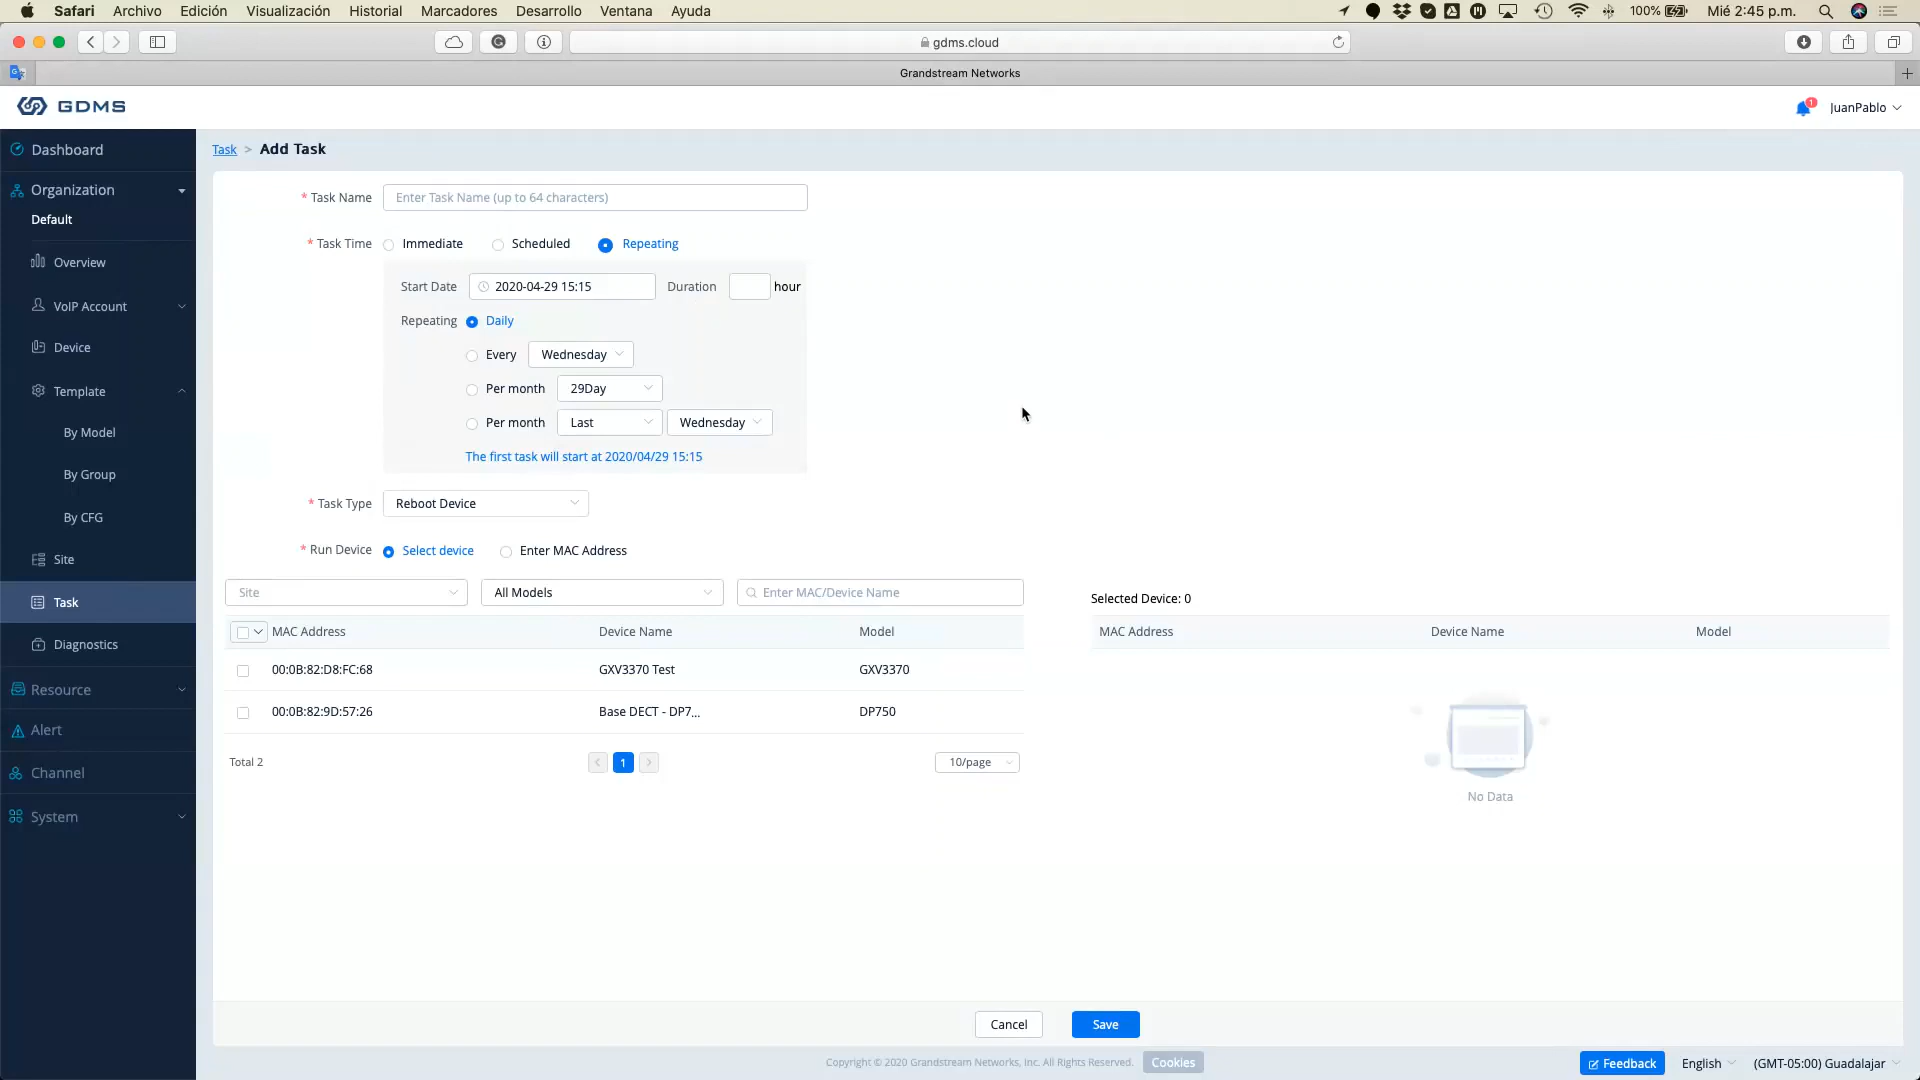 Safari Archivo Edición Visualización Historial Marcadores Desarrollo Ventana Ayuda 100% Mié 2:45 p.m.
gdms.cloud
Grandstream Networks
GDMS 1 JuanPablo
Dashboard
Organization
Default
Overview
VoIP Account
Device
Template
By Model
By Group
By CFG
Site
Task
Diagnostics
Resource
Alert
Channel
System
Task > Add Task
* Task Name Enter Task Name (up to 64 characters)
* Task Time Immediate Scheduled Repeating
Start Date 2020-04-29 15:15 Duration hour
Repeating Daily
Every Wednesday
Per month 29Day
Per month Last Wednesday
The first task will start at 2020/04/29 15:15
* Task Type Reboot Device
* Run Device Select device Enter MAC Address
Site All Models Enter MAC/Device Name
MAC Address Device Name Model
00:0B:82:D8:FC:68 GXV3370 Test GXV3370
00:0B:82:9D:57:26 Base DECT - DP7... DP750
Total 2 < 1 > 10/page
Selected Device: 0
MAC Address Device Name Model
No Data
Cancel Save
Copyright © 2020 Grandstream Networks, Inc. All Rights Reserved. Cookies
Feedback English (GMT-05:00) Guadalajar